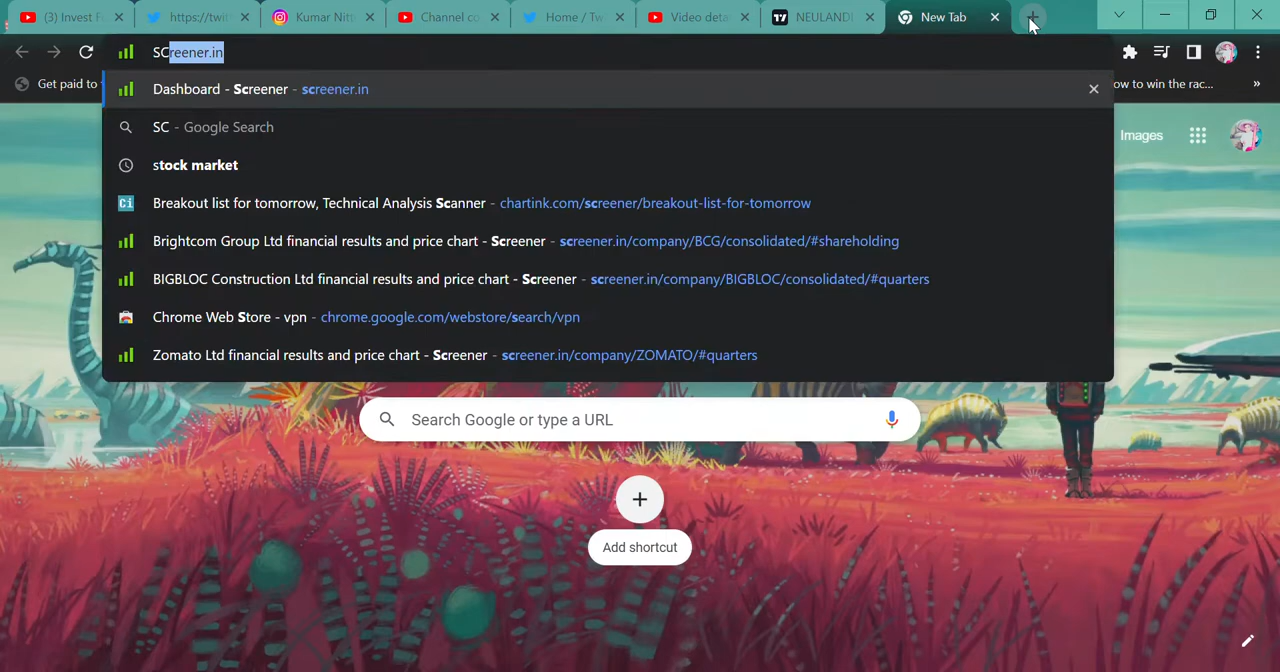 (3) Invest F
https://twit
Kumar Nitt
Channel co
Home / Tw
Video deta
NEULANDL
New Tab
SCreener.in
Get paid to
ow to win the rac...
»
Dashboard - Screener - screener.in
SC - Google Search
stock market
Ci Breakout list for tomorrow, Technical Analysis Scanner - chartink.com/screener/breakout-list-for-tomorrow
Brightcom Group Ltd financial results and price chart - Screener - screener.in/company/BCG/consolidated/#shareholding
BIGBLOC Construction Ltd financial results and price chart - Screener - screener.in/company/BIGBLOC/consolidated/#quarters
Chrome Web Store - vpn - chrome.google.com/webstore/search/vpn
Zomato Ltd financial results and price chart - Screener - screener.in/company/ZOMATO/#quarters
Images
Search Google or type a URL
Add shortcut